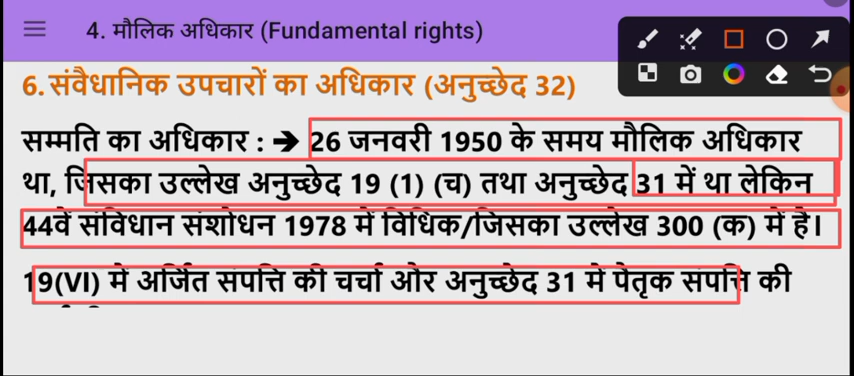 4. मौलिक अधिकार (Fundamental rights)
6. संवैधानिक उपचारों का अधिकार (अनुच्छेद 32)
सम्मति का अधिकार : → 26 जनवरी 1950 के समय मौलिक अधिकार
था, जिसका उल्लेख अनुच्छेद 19 (1) (च) तथा अनुच्छेद 31 में था लेकिन
44वें संविधान संशोधन 1978 में विधिक/जिसका उल्लेख 300 (क) में है।
19(VI) में अर्जित संपत्ति की चर्चा और अनुच्छेद 31 में पैतृक संपत्ति की